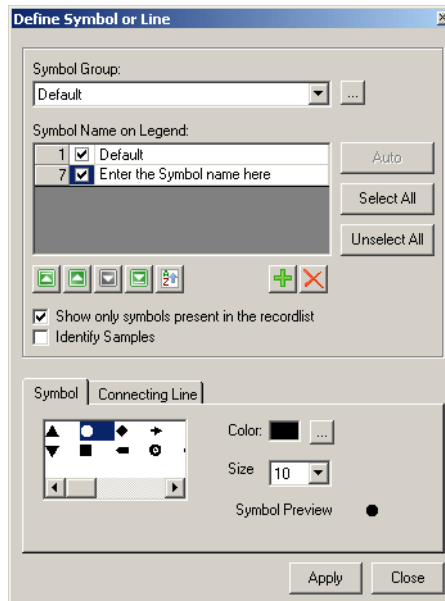 Define Symbol or Line
Symbol Group:
Default
...
Symbol Name on Legend:
1 Default
7 Enter the Symbol name here
Auto
Select All
Unselect All
Show only symbols present in the recordlist
Identify Samples
Symbol
Connecting Line
Color:
...
Size 10
Symbol Preview
Apply
Close